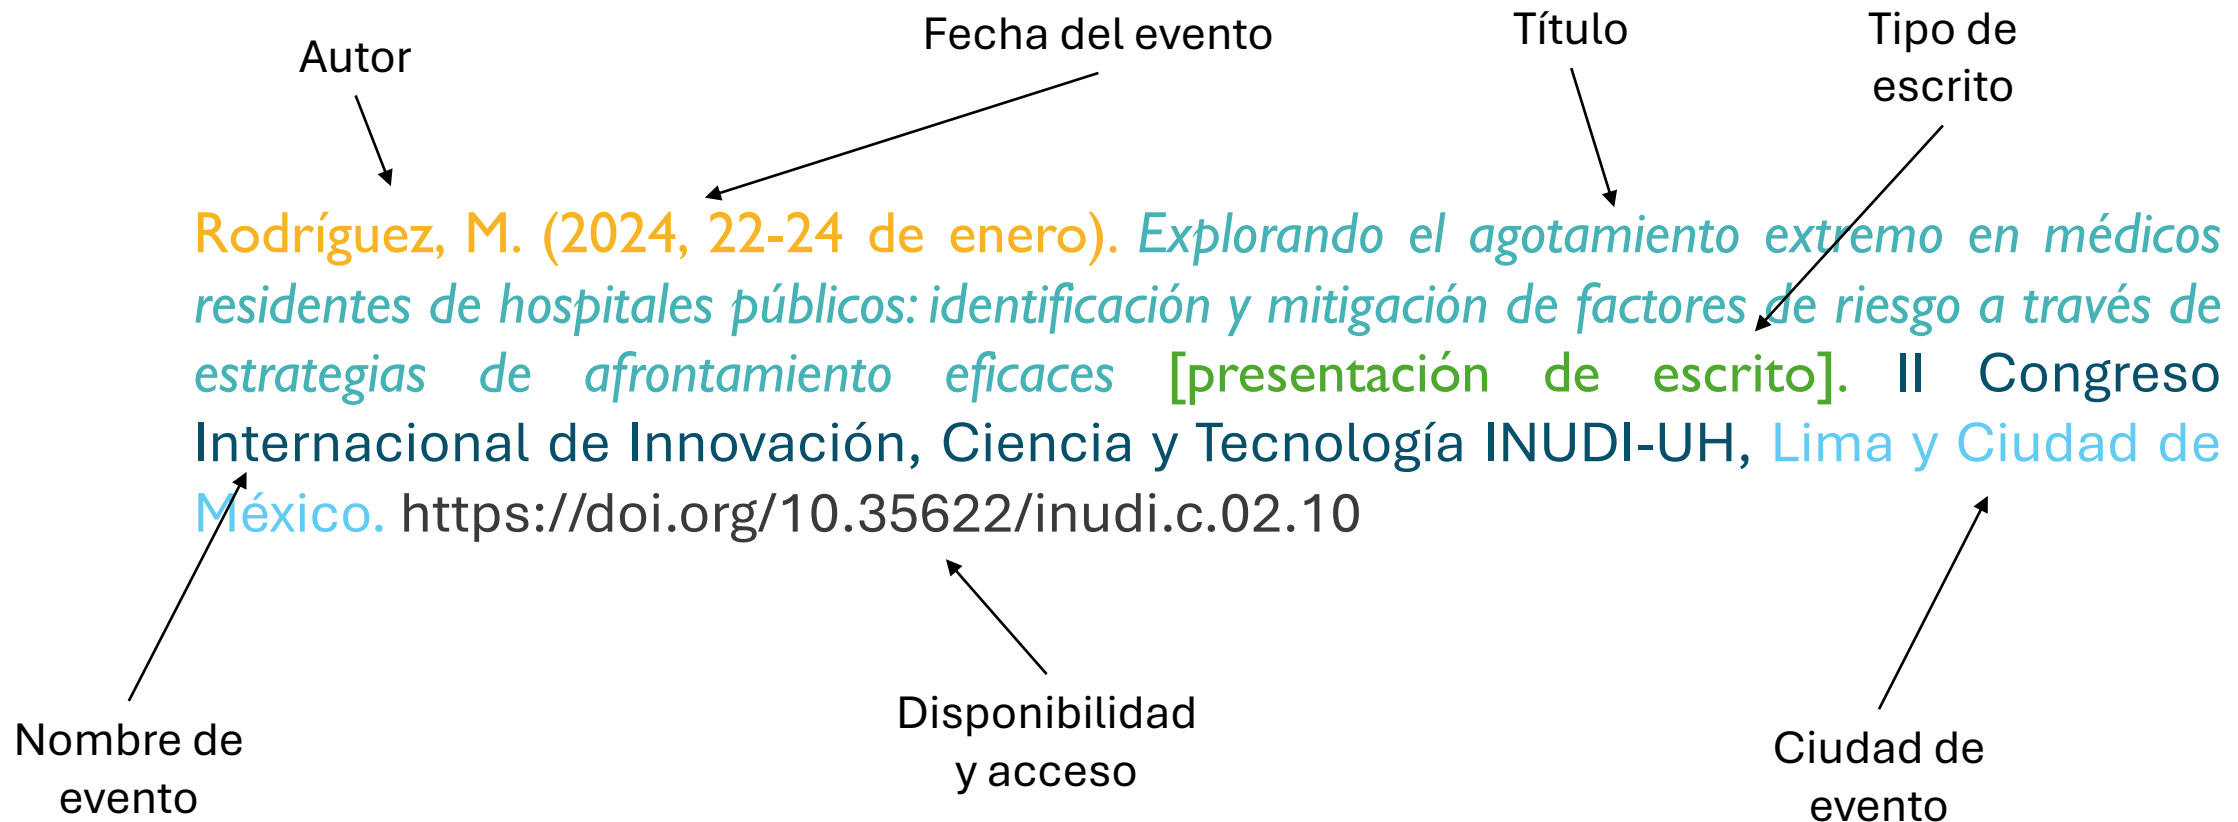 Autor
Fecha del evento
Título
Tipo de
escrito
Rodríguez, M. (2024, 22-24 de enero). Explorando el agotamiento extremo en médicos
residentes de hospitales públicos: identificación y mitigación de factores de riesgo a través de
estrategias de afrontamiento eficaces [presentación de escrito]. II Congreso
Internacional de Innovación, Ciencia y Tecnología INUDI-UH, Lima y Ciudad de
México. https://doi.org/10.35622/inudi.c.02.10
Nombre de
evento
Disponibilidad
y acceso
Ciudad de
evento